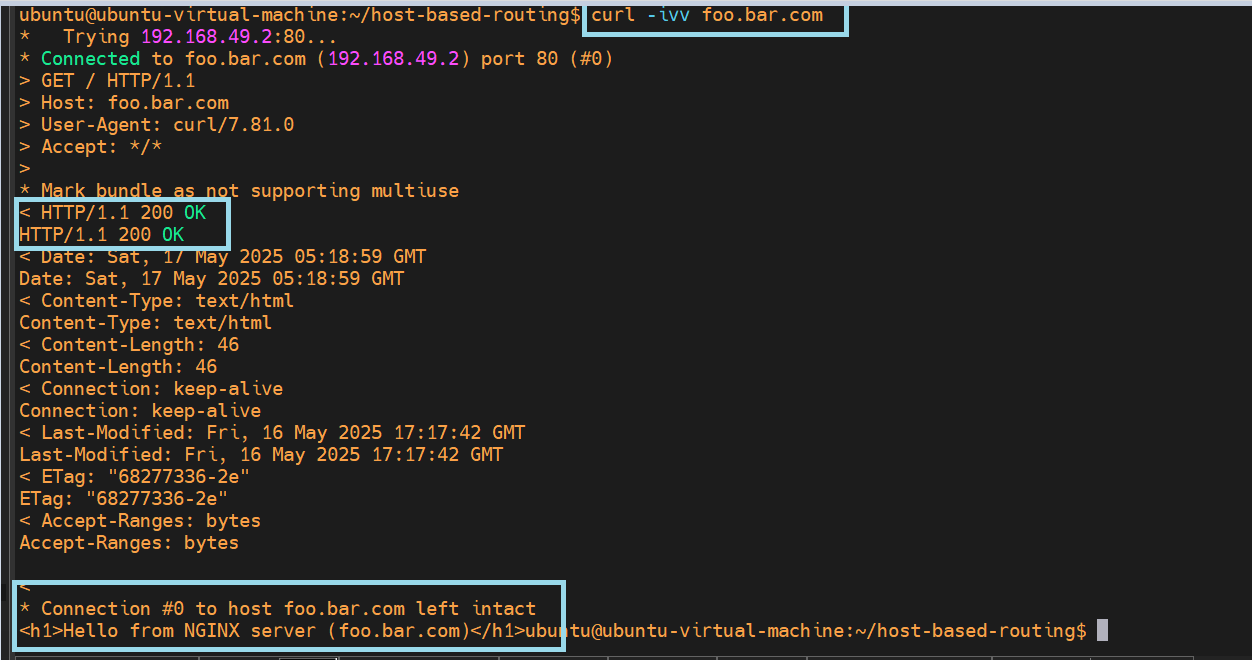 ubuntu@ubuntu-virtual-machine:~/host-based-routing$ curl -ivv foo.bar.com
*   Trying 192.168.49.2:80...
* Connected to foo.bar.com (192.168.49.2) port 80 (#0)
> GET / HTTP/1.1
> Host: foo.bar.com
> User-Agent: curl/7.81.0
> Accept: */*
>
* Mark bundle as not supporting multiuse
< HTTP/1.1 200 OK
HTTP/1.1 200 OK
< Date: Sat, 17 May 2025 05:18:59 GMT
Date: Sat, 17 May 2025 05:18:59 GMT
< Content-Type: text/html
Content-Type: text/html
< Content-Length: 46
Content-Length: 46
< Connection: keep-alive
Connection: keep-alive
< Last-Modified: Fri, 16 May 2025 17:17:42 GMT
Last-Modified: Fri, 16 May 2025 17:17:42 GMT
< ETag: "68277336-2e"
ETag: "68277336-2e"
< Accept-Ranges: bytes
Accept-Ranges: bytes
<
* Connection #0 to host foo.bar.com left intact
<h1>Hello from NGINX server (foo.bar.com)</h1>ubuntu@ubuntu-virtual-machine:~/host-based-routing$